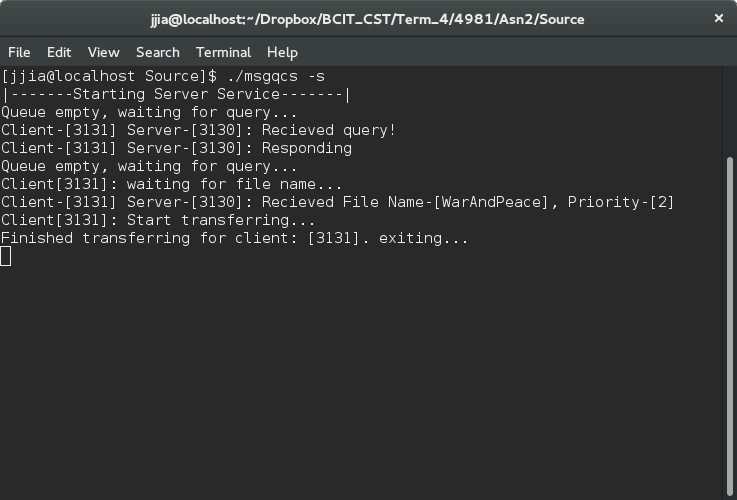 jjia@localhost:~/Dropbox/BCIT_CST/Term_4/4981/Asn2/Source
File Edit View Search Terminal Help
[jjia@localhost Source]$ ./msgqcs -s
|-------Starting Server Service-------|
Queue empty, waiting for query...
Client-[3131] Server-[3130]: Recieved query!
Client-[3131] Server-[3130]: Responding
Queue empty, waiting for query...
Client[3131]: waiting for file name...
Client-[3131] Server-[3130]: Recieved File Name-[WarAndPeace], Priority-[2]
Client[3131]: Start transferring...
Finished transferring for client: [3131]. exiting...